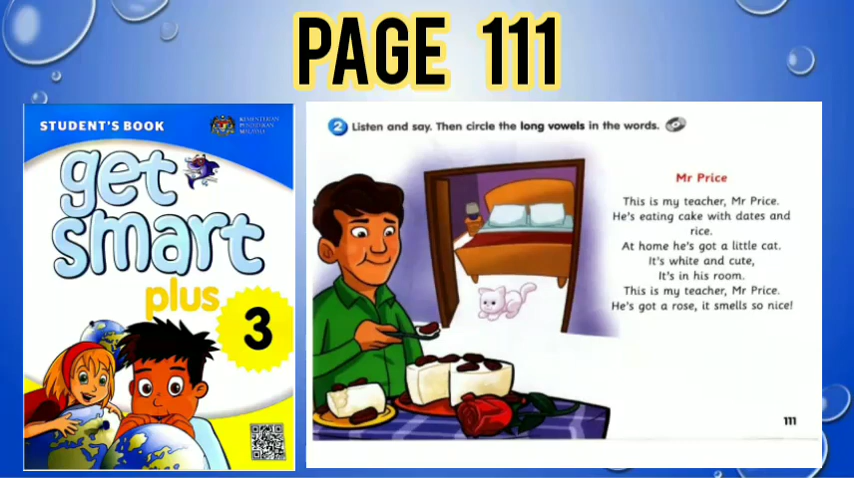 PAGE 111
STUDENT'S BOOK
KEMENTERIAN
PENDIDIKAN
MALAYSIA
get
smart
plus
3
2 Listen and say. Then circle the long vowels in the words.
Mr Price
This is my teacher, Mr Price.
He's eating cake with dates and
rice.
At home he's got a little cat.
It's white and cute,
It's in his room.
This is my teacher, Mr Price.
He's got a rose, it smells so nice!
111